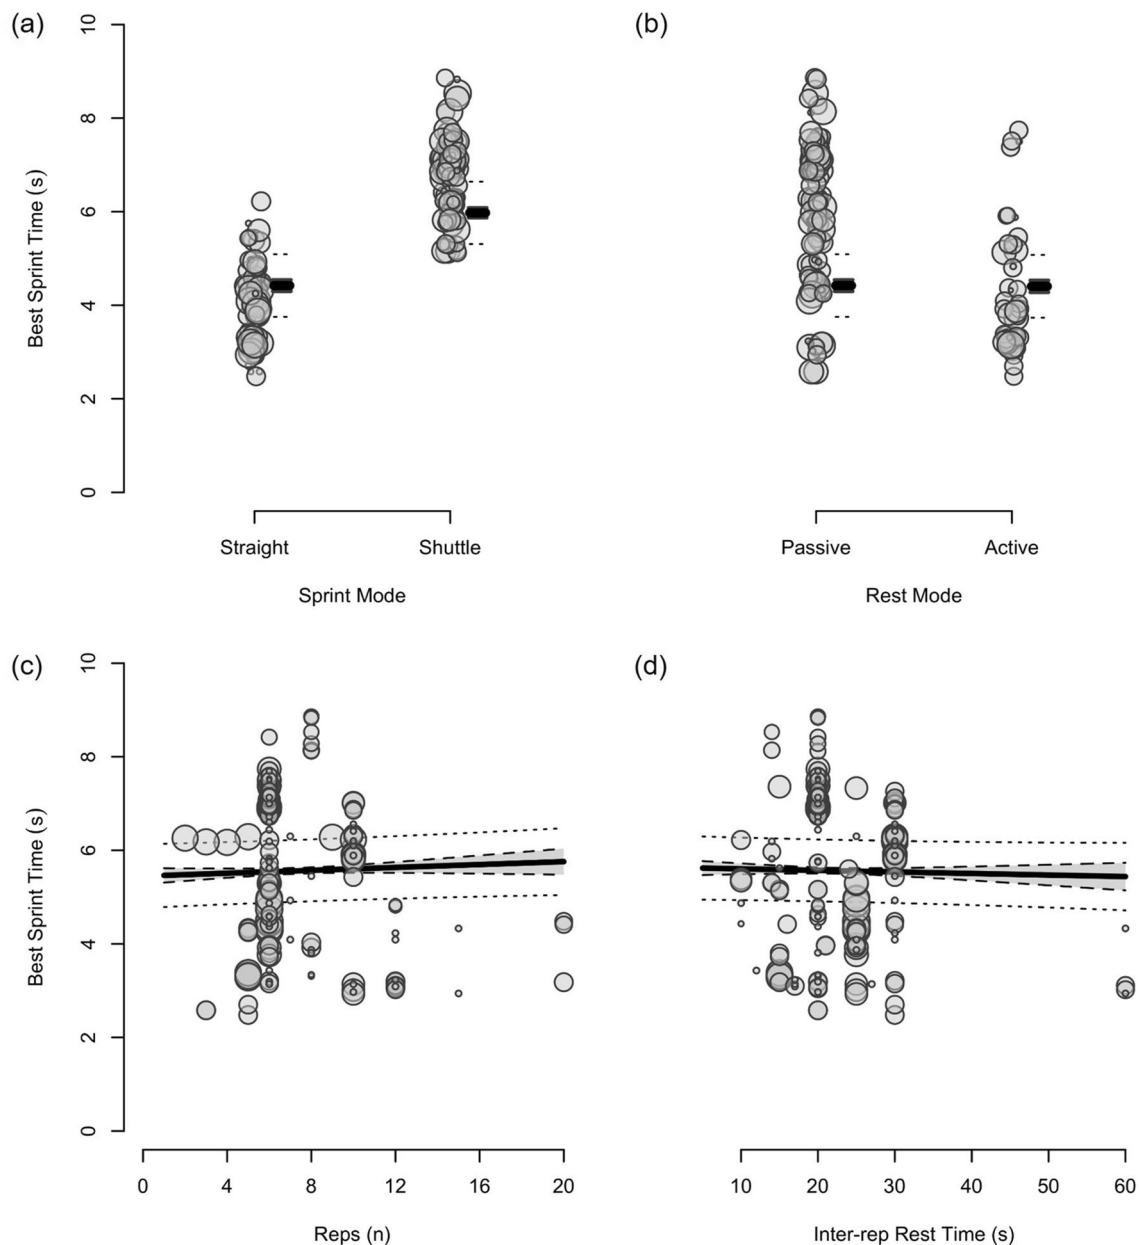 (a)
10
8
6
4
2
0
Best Sprint Time (s)
Straight
Shuttle
Sprint Mode
(b)
Passive
Active
Rest Mode
(c)
10
8
6
4
2
0
Best Sprint Time (s)
0
4
8
12
16
20
Reps (n)
(d)
10
20
30
40
50
60
Inter-rep Rest Time (s)